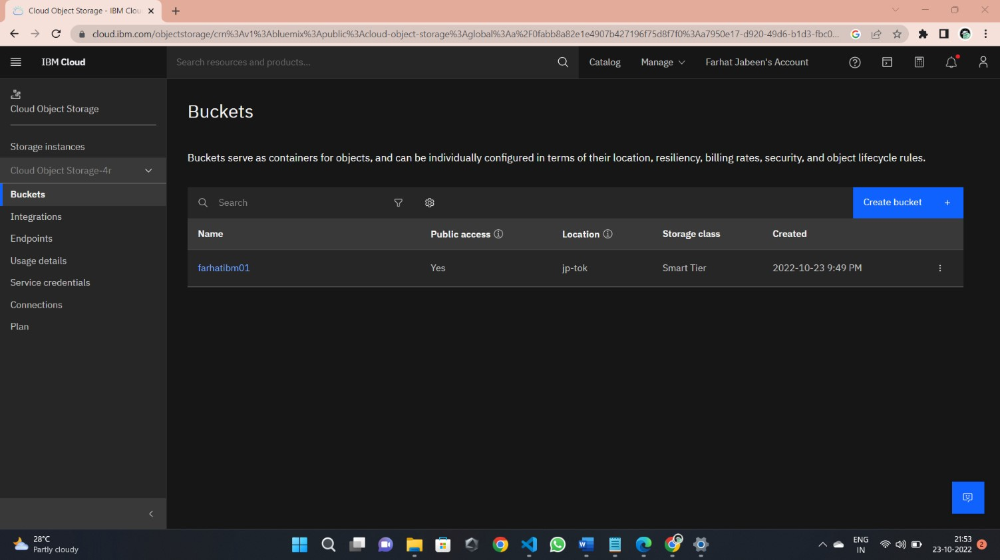 Cloud Object Storage - IBM Clou
cloud.ibm.com/objectstorage/crn%3Av1%3Abluemix%3Apublic%3Acloud-object-storage%3Aglobal%3Aa%2F0fabb8a82e1e4907b427196f75d8f7f0%3Aa7950e17-d920-49d6-b1d3-fbc0...
IBM Cloud
Search resources and products...
Catalog
Manage
Farhat Jabeen's Account
Cloud Object Storage
Storage instances
Cloud Object Storage-4r
Buckets
Integrations
Endpoints
Usage details
Service credentials
Connections
Plan
Buckets
Buckets serve as containers for objects, and can be individually configured in terms of their location, resiliency, billing rates, security, and object lifecycle rules.
Search
Create bucket +
Name Public access Location Storage class Created
farhatibm01 Yes jp-tok Smart Tier 2022-10-23 9:49 PM
28°C
Partly cloudy
ENG
IN
21:53
23-10-2022
2